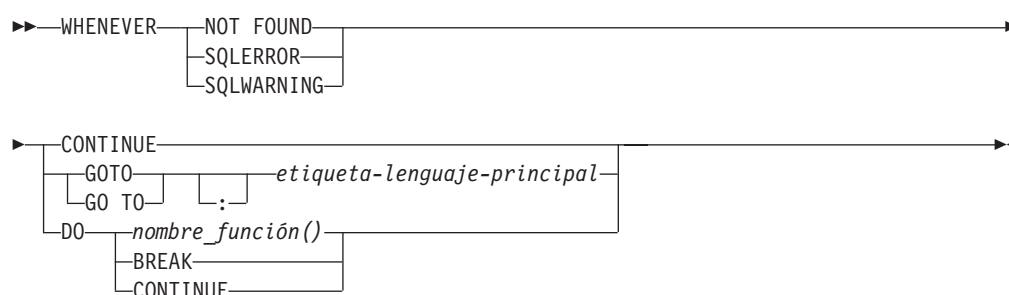 WHENEVER NOT FOUND
SQLERROR
SQLWARNING
CONTINUE
GOTO : etiqueta-lenguaje-principal
GO TO
DO nombre_función()
BREAK
CONTINUE